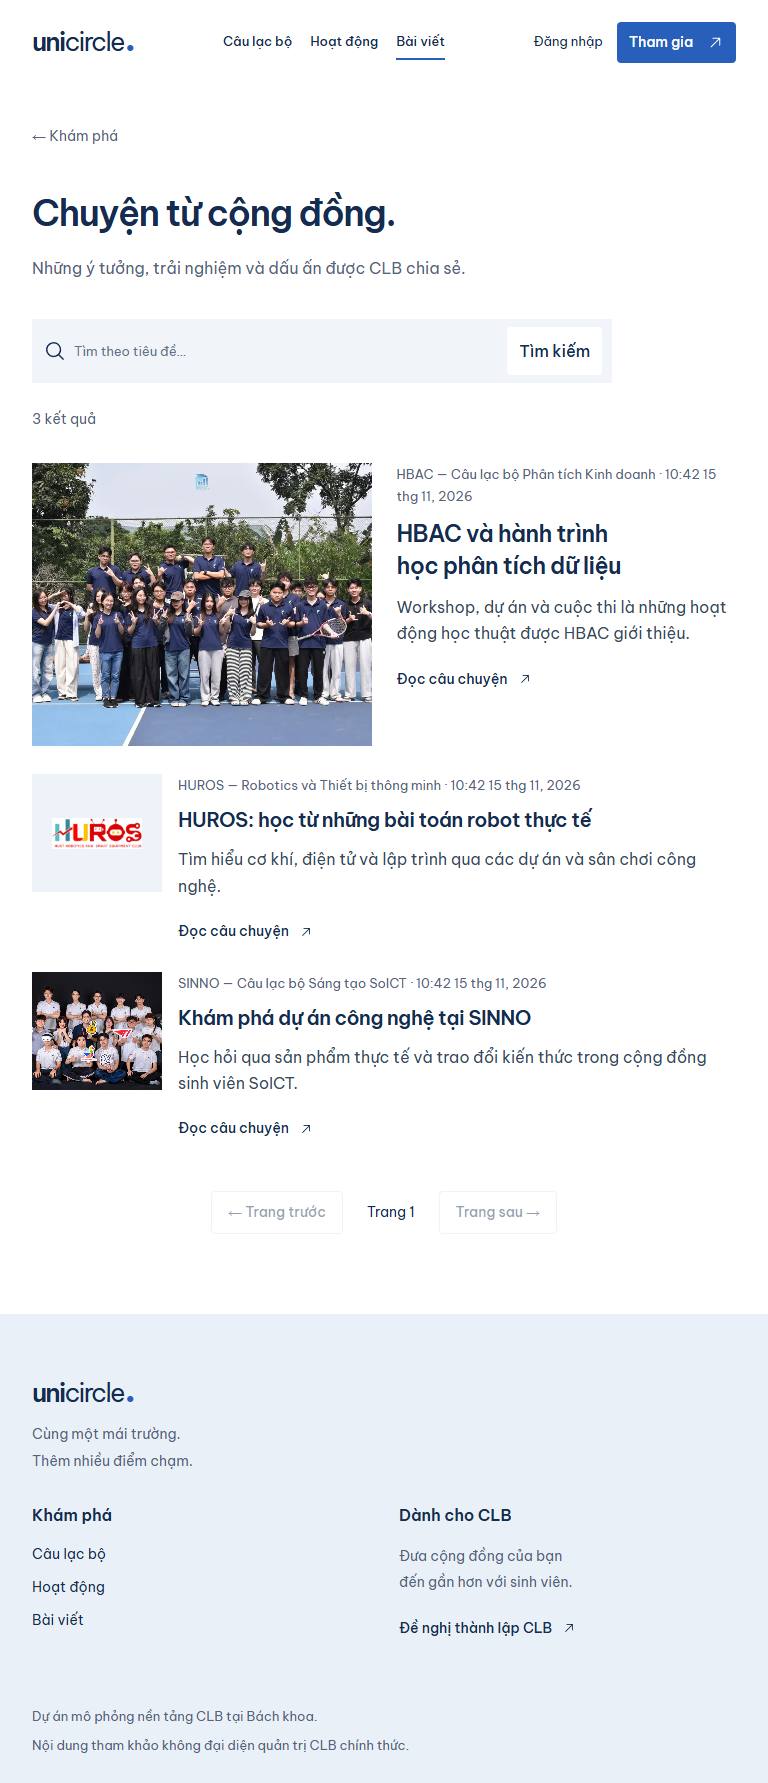 unicircle.
Câu lạc bộ
Hoạt động
Bài viết
Đăng nhập
Tham gia ↗
← Khám phá
Chuyện từ cộng đồng.
Những ý tưởng, trải nghiệm và dấu ấn được CLB chia sẻ.
Tìm theo tiêu đề...
Tìm kiếm
3 kết quả
HBAC — Câu lạc bộ Phân tích Kinh doanh · 10:42 15
thg 11, 2026
HBAC và hành trình
học phân tích dữ liệu
Workshop, dự án và cuộc thi là những hoạt
động học thuật được HBAC giới thiệu.
Đọc câu chuyện ↗
HUROS
HUROS — Robotics và Thiết bị thông minh · 10:42 15 thg 11, 2026
HUROS: học từ những bài toán robot thực tế
Tìm hiểu cơ khí, điện tử và lập trình qua các dự án và sân chơi công
nghệ.
Đọc câu chuyện ↗
SINNO — Câu lạc bộ Sáng tạo SoICT · 10:42 15 thg 11, 2026
Khám phá dự án công nghệ tại SINNO
Học hỏi qua sản phẩm thực tế và trao đổi kiến thức trong cộng đồng
sinh viên SoICT.
Đọc câu chuyện ↗
← Trang trước
Trang 1
Trang sau →
unicircle.
Cùng một mái trường.
Thêm nhiều điểm chạm.
Khám phá
Câu lạc bộ
Hoạt động
Bài viết
Dành cho CLB
Đưa cộng đồng của bạn
đến gần hơn với sinh viên.
Đề nghị thành lập CLB ↗
Dự án mô phỏng nền tảng CLB tại Bách khoa.
Nội dung tham khảo không đại diện quản trị CLB chính thức.